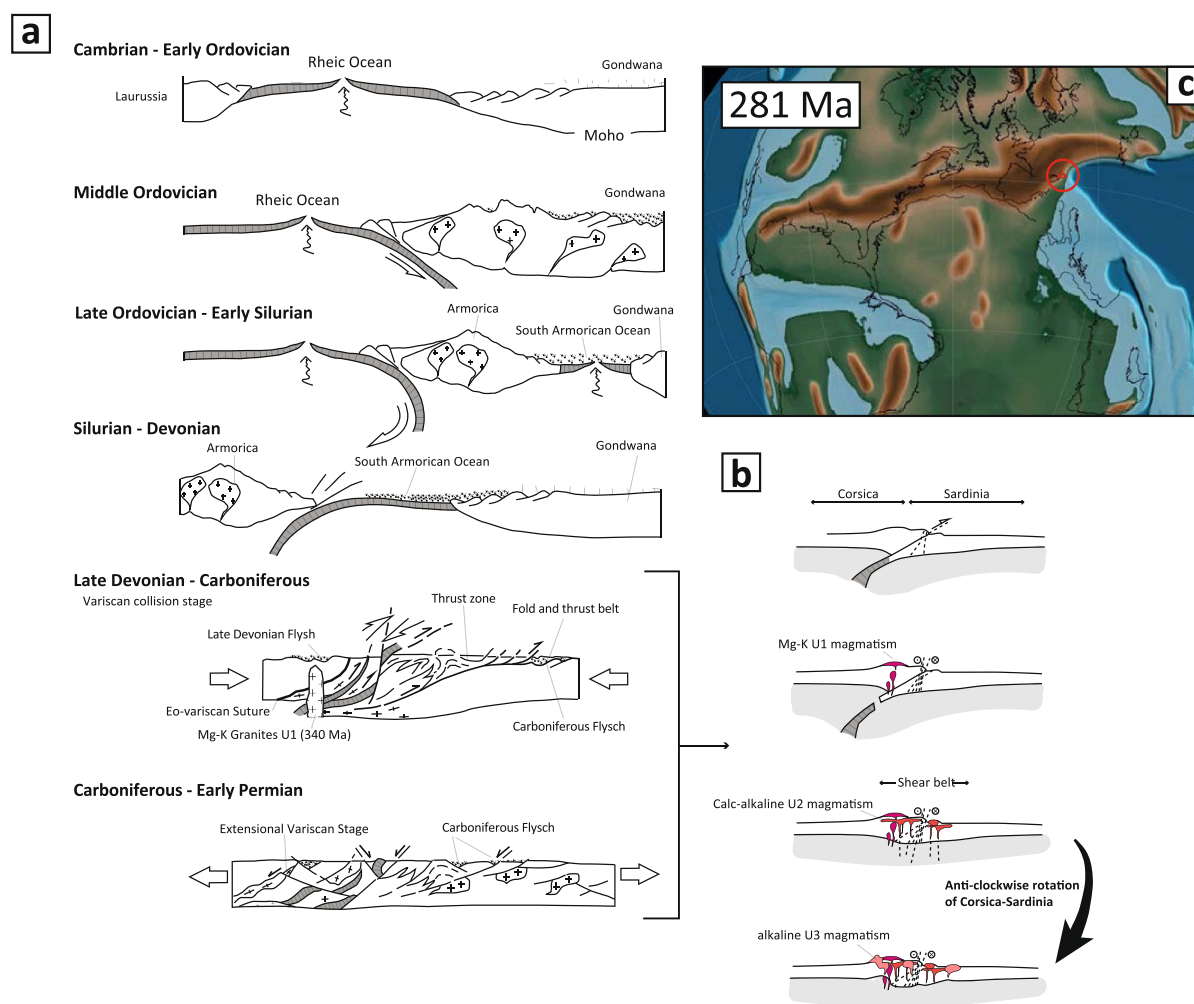 a
Cambrian - Early Ordovician
Rheic Ocean
Gondwana
Laurussia
Moho
Middle Ordovician
Rheic Ocean
Gondwana
Late Ordovician - Early Silurian
Armorica
Gondwana
South Armorican Ocean
Silurian - Devonian
Armorica
South Armorican Ocean
Gondwana
Late Devonian - Carboniferous
Variscan collision stage
Thrust zone
Fold and thrust belt
Late Devonian Flysh
Eo-variscan Suture
Carboniferous Flysch
Mg-K Granites U1 (340 Ma)
Carboniferous - Early Permian
Extensional Variscan Stage
Carboniferous Flysch
281 Ma
c
b
Corsica
Sardinia
Mg-K U1 magmatism
Shear belt
Calc-alkaline U2 magmatism
Anti-clockwise rotation
of Corsica-Sardinia
alkaline U3 magmatism